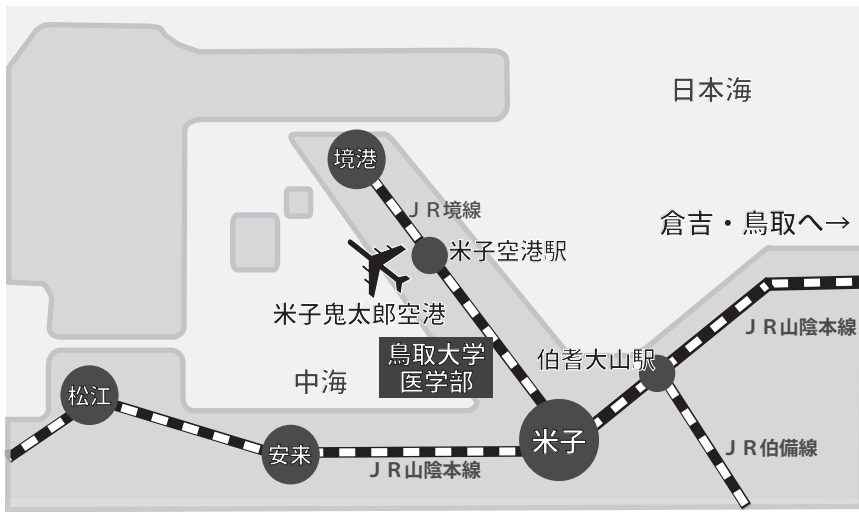 日本海
境港
ＪＲ境線
倉吉・鳥取へ→
米子空港駅
米子鬼太郎空港
ＪＲ山陰本線
鳥取大学
医学部
伯耆大山駅
中海
松江
米子
ＪＲ伯備線
安来
ＪＲ山陰本線